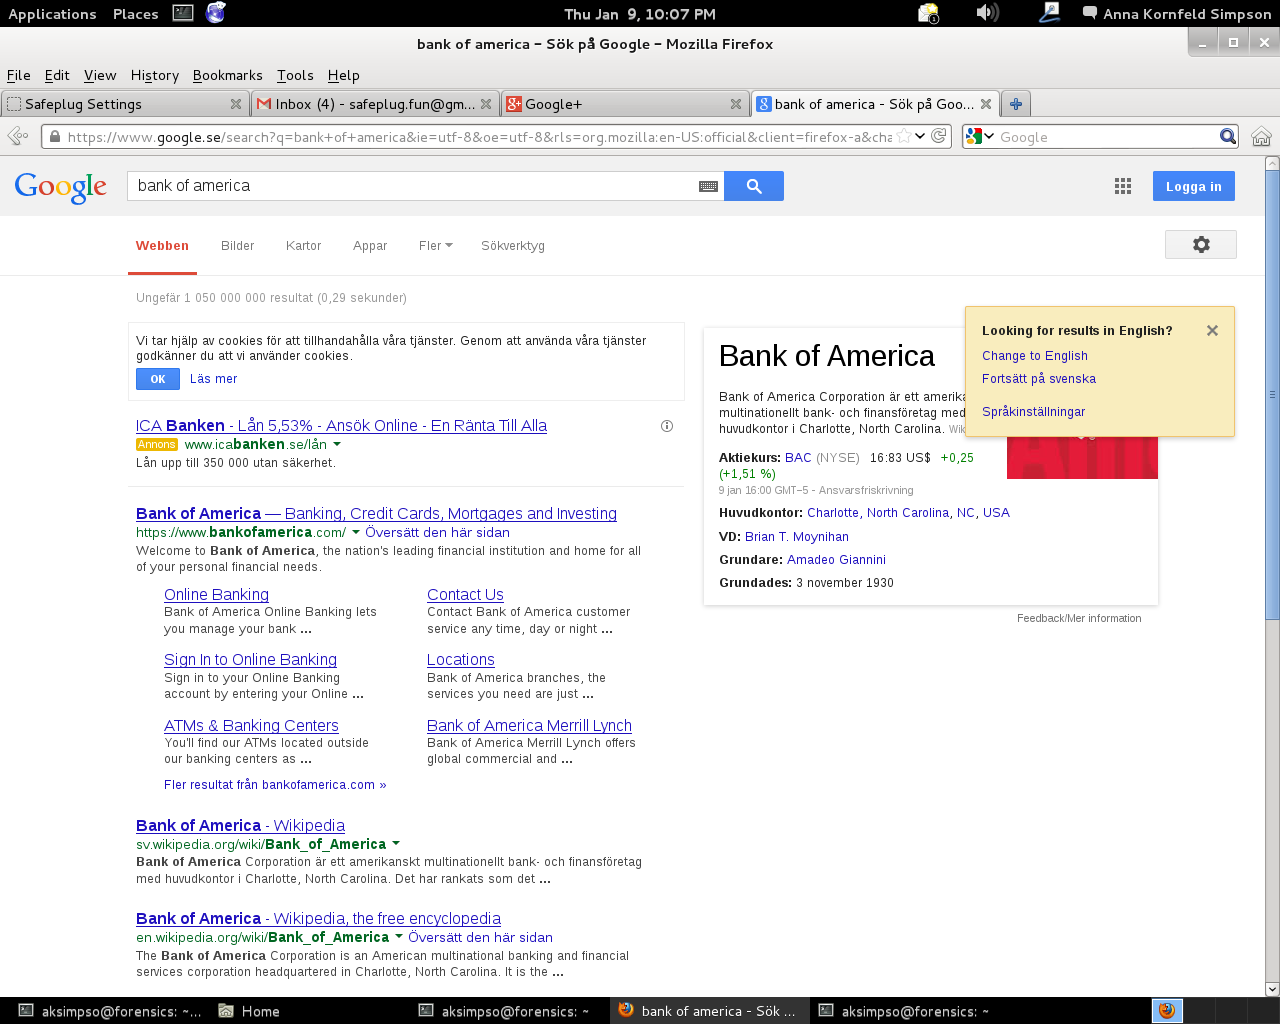 Applications Places Thu Jan 9, 10:07 PM Anna Kornfeld Simpson
bank of america - Sök på Google - Mozilla Firefox
File Edit View History Bookmarks Tools Help
Safeplug Settings Inbox (4) - safeplug.fun@gm... Google+ bank of america - Sök på Goo...
https://www.google.se/search?q=bank+of+america&ie=utf-8&oe=utf-8&rls=org.mozilla:en-US:official&client=firefox-a&cha Google
Google bank of america Logga in
Webben Bilder Kartor Appar Fler Sökverktyg
Ungefär 1 050 000 000 resultat (0,29 sekunder)
Vi tar hjälp av cookies för att tillhandahålla våra tjänster. Genom att använda våra tjänster
godkänner du att vi använder cookies.
OK Läs mer
ICA Banken - Lån 5,53% - Ansök Online - En Ränta Till Alla
Annons www.icabanken.se/lån
Lån upp till 350 000 utan säkerhet.
Bank of America — Banking, Credit Cards, Mortgages and Investing
https://www.bankofamerica.com/ Översätt den här sidan
Welcome to Bank of America, the nation's leading financial institution and home for all
of your personal financial needs.
Online Banking
Bank of America Online Banking lets
you manage your bank ...
Contact Us
Contact Bank of America customer
service any time, day or night ...
Sign In to Online Banking
Sign in to your Online Banking
account by entering your Online ...
Locations
Bank of America branches, the
services you need are just ...
ATMs & Banking Centers
You'll find our ATMs located outside
our banking centers as ...
Bank of America Merrill Lynch
Bank of America Merrill Lynch offers
global commercial and ...
Fler resultat från bankofamerica.com »
Bank of America - Wikipedia
sv.wikipedia.org/wiki/Bank_of_America
Bank of America Corporation är ett amerikanskt multinationellt bank- och finansföretag
med huvudkontor i Charlotte, North Carolina. Det har rankats som det ...
Bank of America - Wikipedia, the free encyclopedia
en.wikipedia.org/wiki/Bank_of_America Översätt den här sidan
The Bank of America Corporation is an American multinational banking and financial
services corporation headquartered in Charlotte, North Carolina. It is the ...
Bank of America
Bank of America Corporation är ett amerika
multinationellt bank- och finansföretag med
huvudkontor i Charlotte, North Carolina. Wik
Aktiekurs: BAC (NYSE) 16:83 US$ +0,25
(+1,51 %)
9 jan 16:00 GMT-5 - Ansvarsfriskrivning
Huvudkontor: Charlotte, North Carolina, NC, USA
VD: Brian T. Moynihan
Grundare: Amadeo Giannini
Grundades: 3 november 1930
Feedback/Mer information
Looking for results in English?
Change to English
Fortsätt på svenska
Språkinställningar
aksimpso@forensics: ~... Home aksimpso@forensics: ~ bank of america - Sök ... aksimpso@forensics: ~